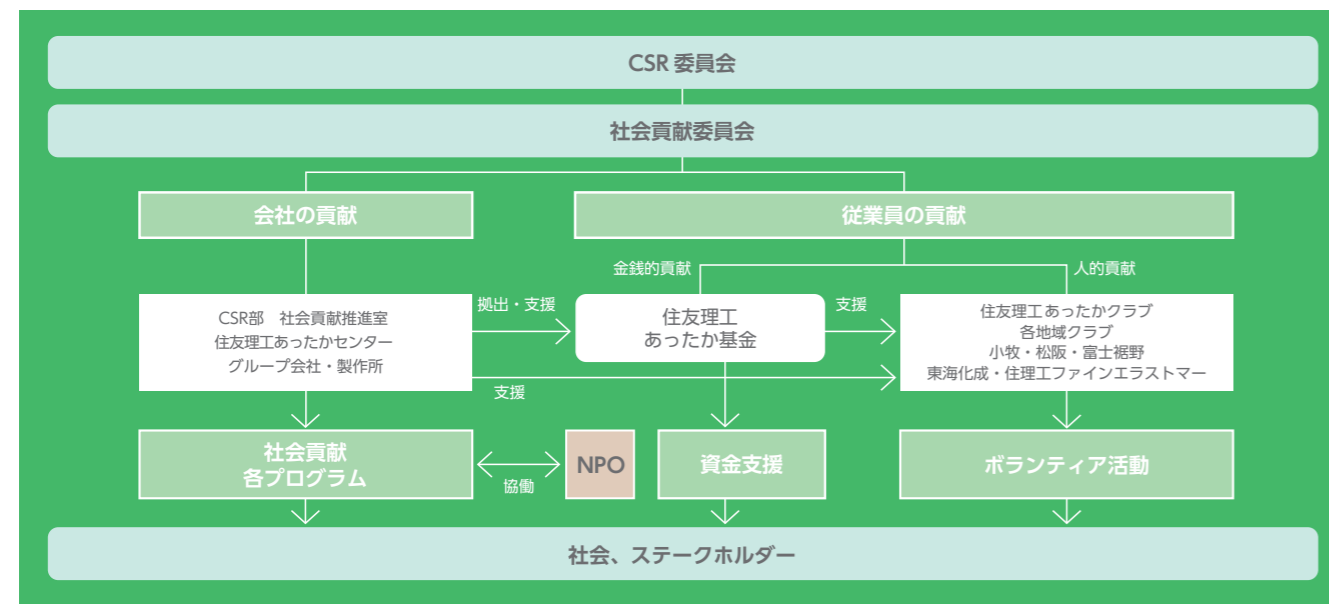 CSR 委員会
社会貢献委員会
会社の貢献
従業員の貢献
金銭的貢献
人的貢献
CSR部　社会貢献推進室
住友理工あったかセンター
グループ会社・製作所
拠出・支援
住友理工
あったか基金
支援
住友理工あったかクラブ
各地域クラブ
小牧・松阪・富士裾野
東海化成・住理工ファインエラストマー
支援
社会貢献
各プログラム
協働
NPO
資金支援
ボランティア活動
社会、ステークホルダー